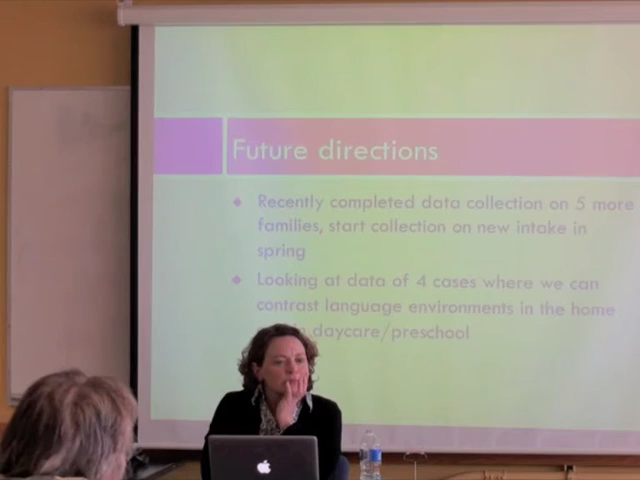 Future directions
Recently completed data collection on 5 more
families, start collection on new intake in
spring
Looking at data of 4 cases where we can
contrast language environments in the home
daycare/preschool